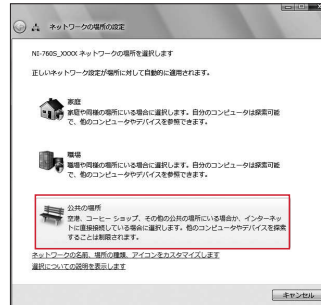 ネットワークの場所の設定
NI-760S_XXXX ネットワークの場所を選択します
正しいネットワーク設定が場所に対して自動的に適用されます。
家庭
家庭や同様の場所にいる場合に選択します。自分のコンピュータは探索可能
で、他のコンピュータやデバイスを参照できます。
職場
職場や同様の場所にいる場合に選択します。自分のコンピュータは探索可能
で、他のコンピュータやデバイスを参照できます。
公共の場所
空港、コーヒー ショップ、その他の公共の場所にいる場合か、インターネッ
トに直接接続している場合に選択します。他のコンピュータやデバイスを探索
することは制限されます。
ネットワークの名前、場所の種類、アイコンをカスタマイズします
選択についての説明を表示します
キャンセル